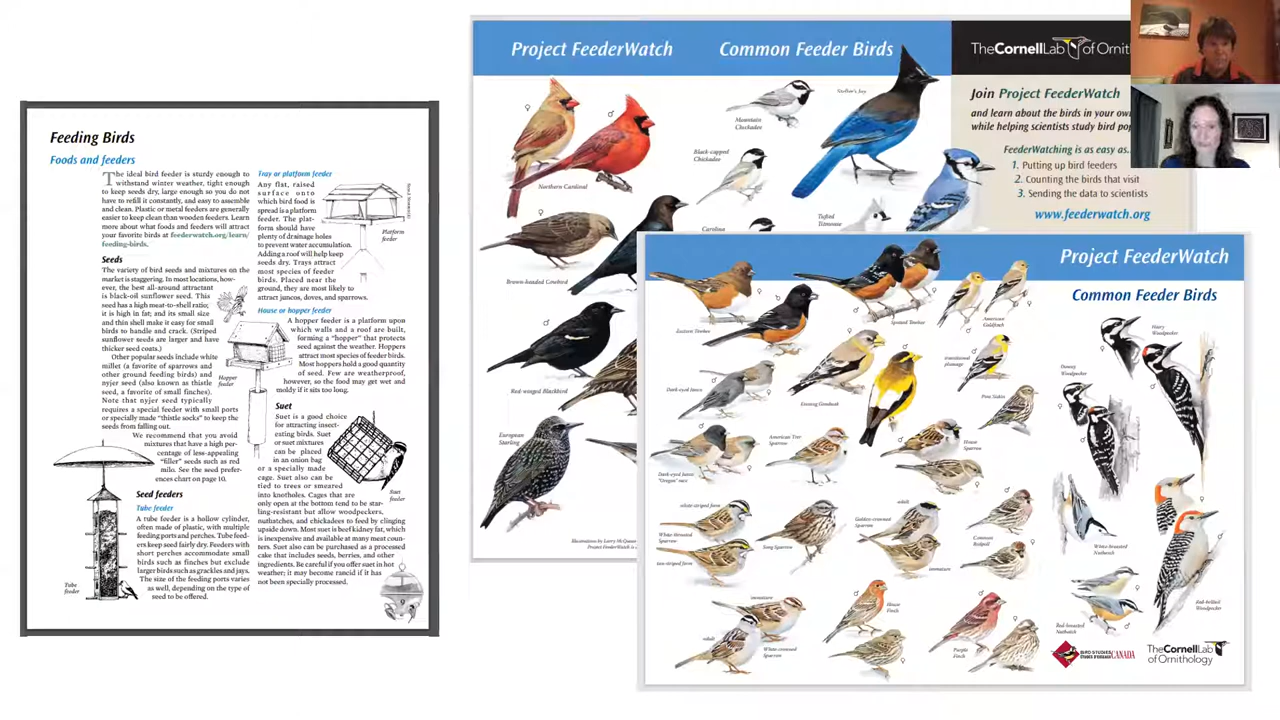 Feeding Birds
Foods and feeders
The ideal bird feeder is sturdy enough to
withstand winter weather, tight enough
to keep seeds dry, large enough so you do not
have to refill it constantly, and easy to assemble
and clean. Plastic or metal feeders are generally
easier to keep clean than wooden feeders. Learn
more about what foods and feeders will attract
your favorite birds at feederwatch.org/learn/
feeding-birds.
Seeds
The variety of bird seeds and mixtures on the
market is staggering. In most locations, how-
ever, the best all-around attractant
is black-oil sunflower seed. This
seed has a high meat-to-shell ratio;
it is high in fat; and its small size
and thin shell make it easy for small
birds to handle and crack. (Striped
sunflower seeds are larger and have
thicker seed coats.)
Other popular seeds include white
millet (a favorite of sparrows and
other ground feeding birds) and
nyjer seed (also known as thistle
seed, a favorite of small finches).
Note that nyjer seed typically
requires a special feeder with small ports
or specially made "thistle socks" to keep the
seeds from falling out.
We recommend that you avoid
mixtures that have a high per-
centage of less-appealing
"filler" seeds such as red
milo. See the seed prefer-
ences chart on page 10.
Seed feeders
Tube feeder
A tube feeder is a hollow cylinder,
often made of plastic, with multiple
feeding ports and perches. Tube feed-
ers keep seed fairly dry. Feeders with
short perches accommodate small
birds such as finches but exclude
larger birds such as grackles and jays.
The size of the feeding ports varies
as well, depending on the type of
seed to be offered.
Tube
feeder
Hopper
feeder
Tray or platform feeder
Any flat, raised
surface onto
which bird food is
spread is a platform
feeder. The plat-
form should have
plenty of drainage holes
to prevent water accumulation.
Adding a roof will help keep
seeds dry. Trays attract
most species of feeder
birds. Placed near the
ground, they are most likely to
attract juncos, doves, and sparrows.
Platform
feeder
House or hopper feeder
A hopper feeder is a platform upon
which walls and a roof are built,
forming a "hopper" that protects
seed against the weather. Hoppers
attract most species of feeder birds.
Most hoppers hold a good quantity
of seed. Few are weatherproof,
however, so the food may get wet and
moldy if it sits too long.
Suet
Suet is a good choice
for attracting insect-
eating birds. Suet
or suet mixtures
can be placed
in an onion bag
or a specially made
cage. Suet also can be
tied to trees or smeared
into knotholes. Cages that are
only open at the bottom tend to be star-
ling-resistant but allow woodpeckers,
nuthatches, and chickadees to feed by clinging
upside down. Most suet is beef kidney fat, which
is inexpensive and available at many meat coun-
ters. Suet also can be purchased as a processed
cake that includes seeds, berries, and other
ingredients. Be careful if you offer suet in hot
weather; it may become rancid if it has
not been specially processed.
Suet
feeder
Project FeederWatch
Common Feeder Birds
TheCornellLab of Ornit
Join Project FeederWatch
and learn about the birds in your own
while helping scientists study bird pop
FeederWatching is as easy as..
1. Putting up bird feeders
2. Counting the birds that visit
3. Sending the data to scientists
www.feederwatch.org
Northern Cardinal
Mountain
Chickadee
Steller's Jay
Black-capped
Chickadee
Tufted
Titmouse
Carolina
Brown-headed Cowbird
Red-winged Blackbird
European
Starling
Project FeederWatch
Common Feeder Birds
Eastern Towhee
Spotted Towhee
American
Goldfinch
Hairy
Woodpecker
transitional
plumage
Downy
Woodpecker
Dark-eyed Junco
Evening Grosbeak
Pine Siskin
American Tree
Sparrow
House
Sparrow
Dark-eyed Junco
"Oregon" race
white-striped form
White-throated
Sparrow
tan-striped form
Song Sparrow
adult
Golden-crowned
Sparrow
immature
Common
Redpoll
White-breasted
Nuthatch
immature
adult
White-crowned
Sparrow
House
Finch
Purple
Finch
Red-breasted
Nuthatch
Red-bellied
Woodpecker
BIRD STUDIES
CANADA
TheCornellLab
of Ornithology